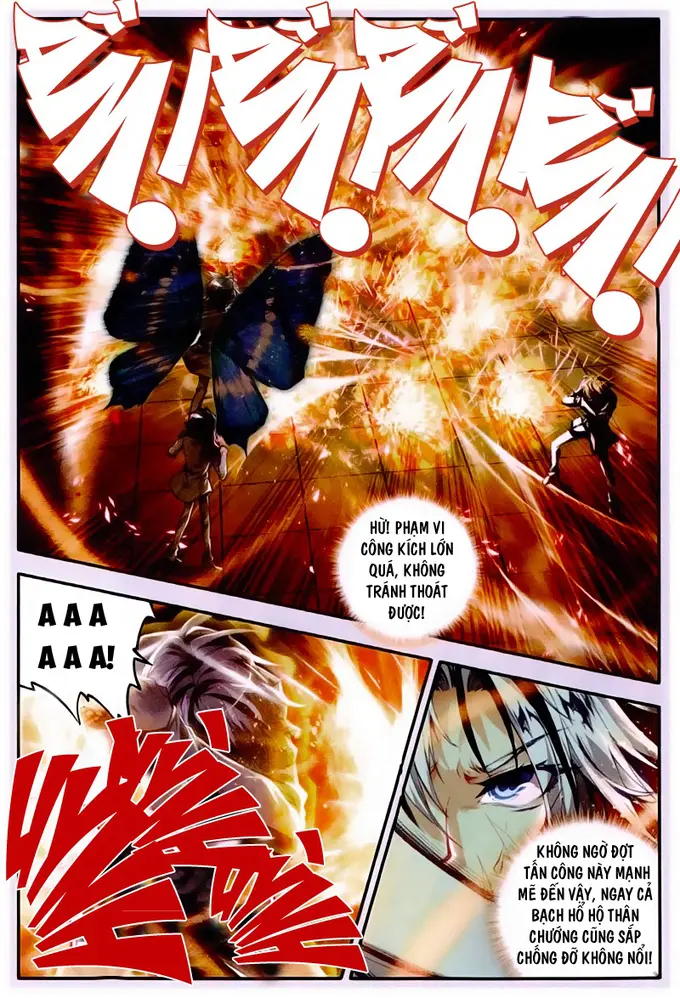 ẦM! ẦM! ẦM! ẦM!
HỪ! PHẠM VI
CÔNG KÍCH LỚN
QUÁ, KHÔNG
TRÁNH THOÁT
ĐƯỢC!
A A A
A A A!
KHÔNG NGỜ ĐỢT
TẤN CÔNG NÀY MẠNH
MẼ ĐẾN VẬY, NGAY CẢ
BẠCH HỔ HỘ THÂN
CHƯỚNG CŨNG SẮP
CHỐNG ĐỠ KHÔNG NỔI!